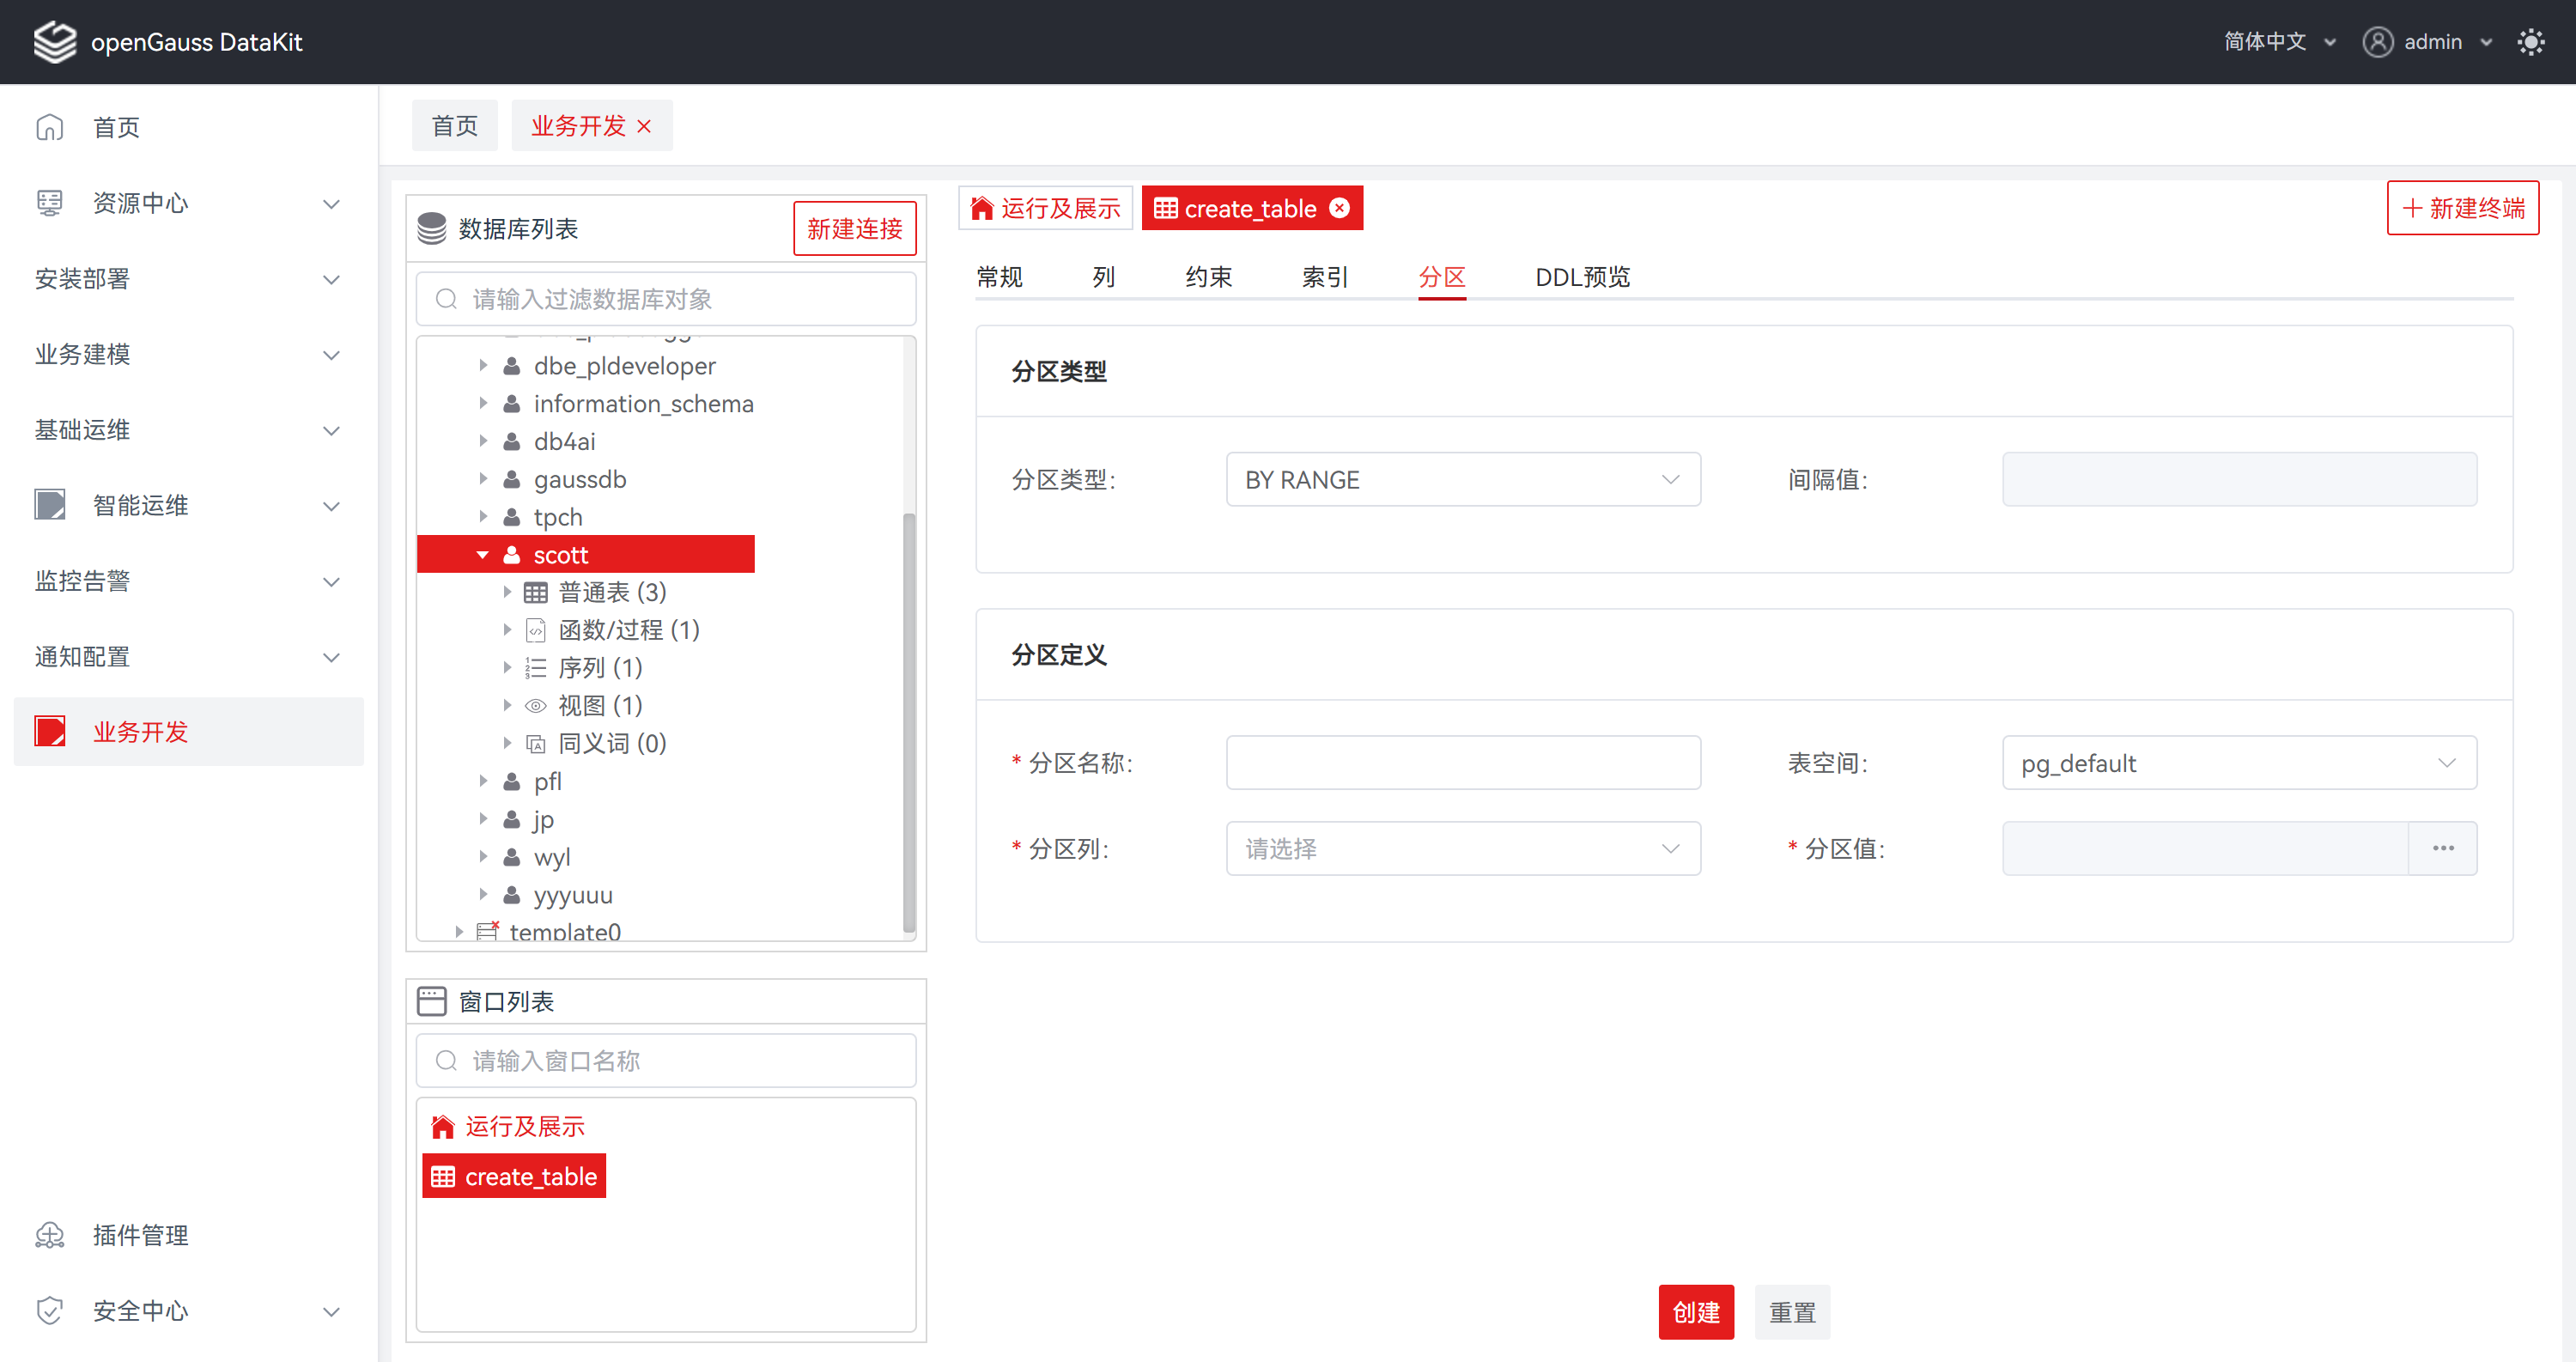 openGauss DataKit
简体中文
admin
首页
资源中心
安装部署
业务建模
基础运维
智能运维
监控告警
通知配置
业务开发
插件管理
安全中心
首页
业务开发
数据库列表
新建连接
请输入过滤数据库对象
dbe_pldeveloper
information_schema
db4ai
gaussdb
tpch
scott
普通表 (3)
函数/过程 (1)
序列 (1)
视图 (1)
同义词 (0)
pfl
jp
wyl
yyyuuu
template0
窗口列表
请输入窗口名称
运行及展示
create_table
运行及展示
create_table
新建终端
常规 列 约束 索引 分区 DDL预览
分区类型
分区类型: BY RANGE 间隔值:
分区定义
* 分区名称: 表空间: pg_default
* 分区列: 请选择 * 分区值:
创建 重置